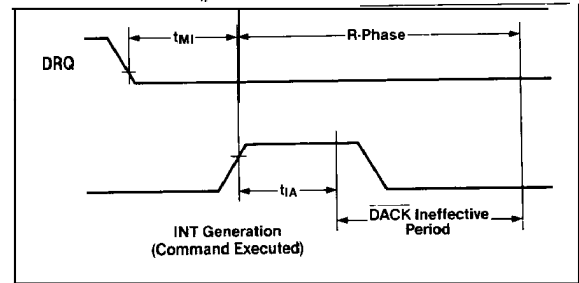 tMI
R-Phase
DRQ
tIA
DACK Ineffective
Period
INT Generation
(Command Executed)